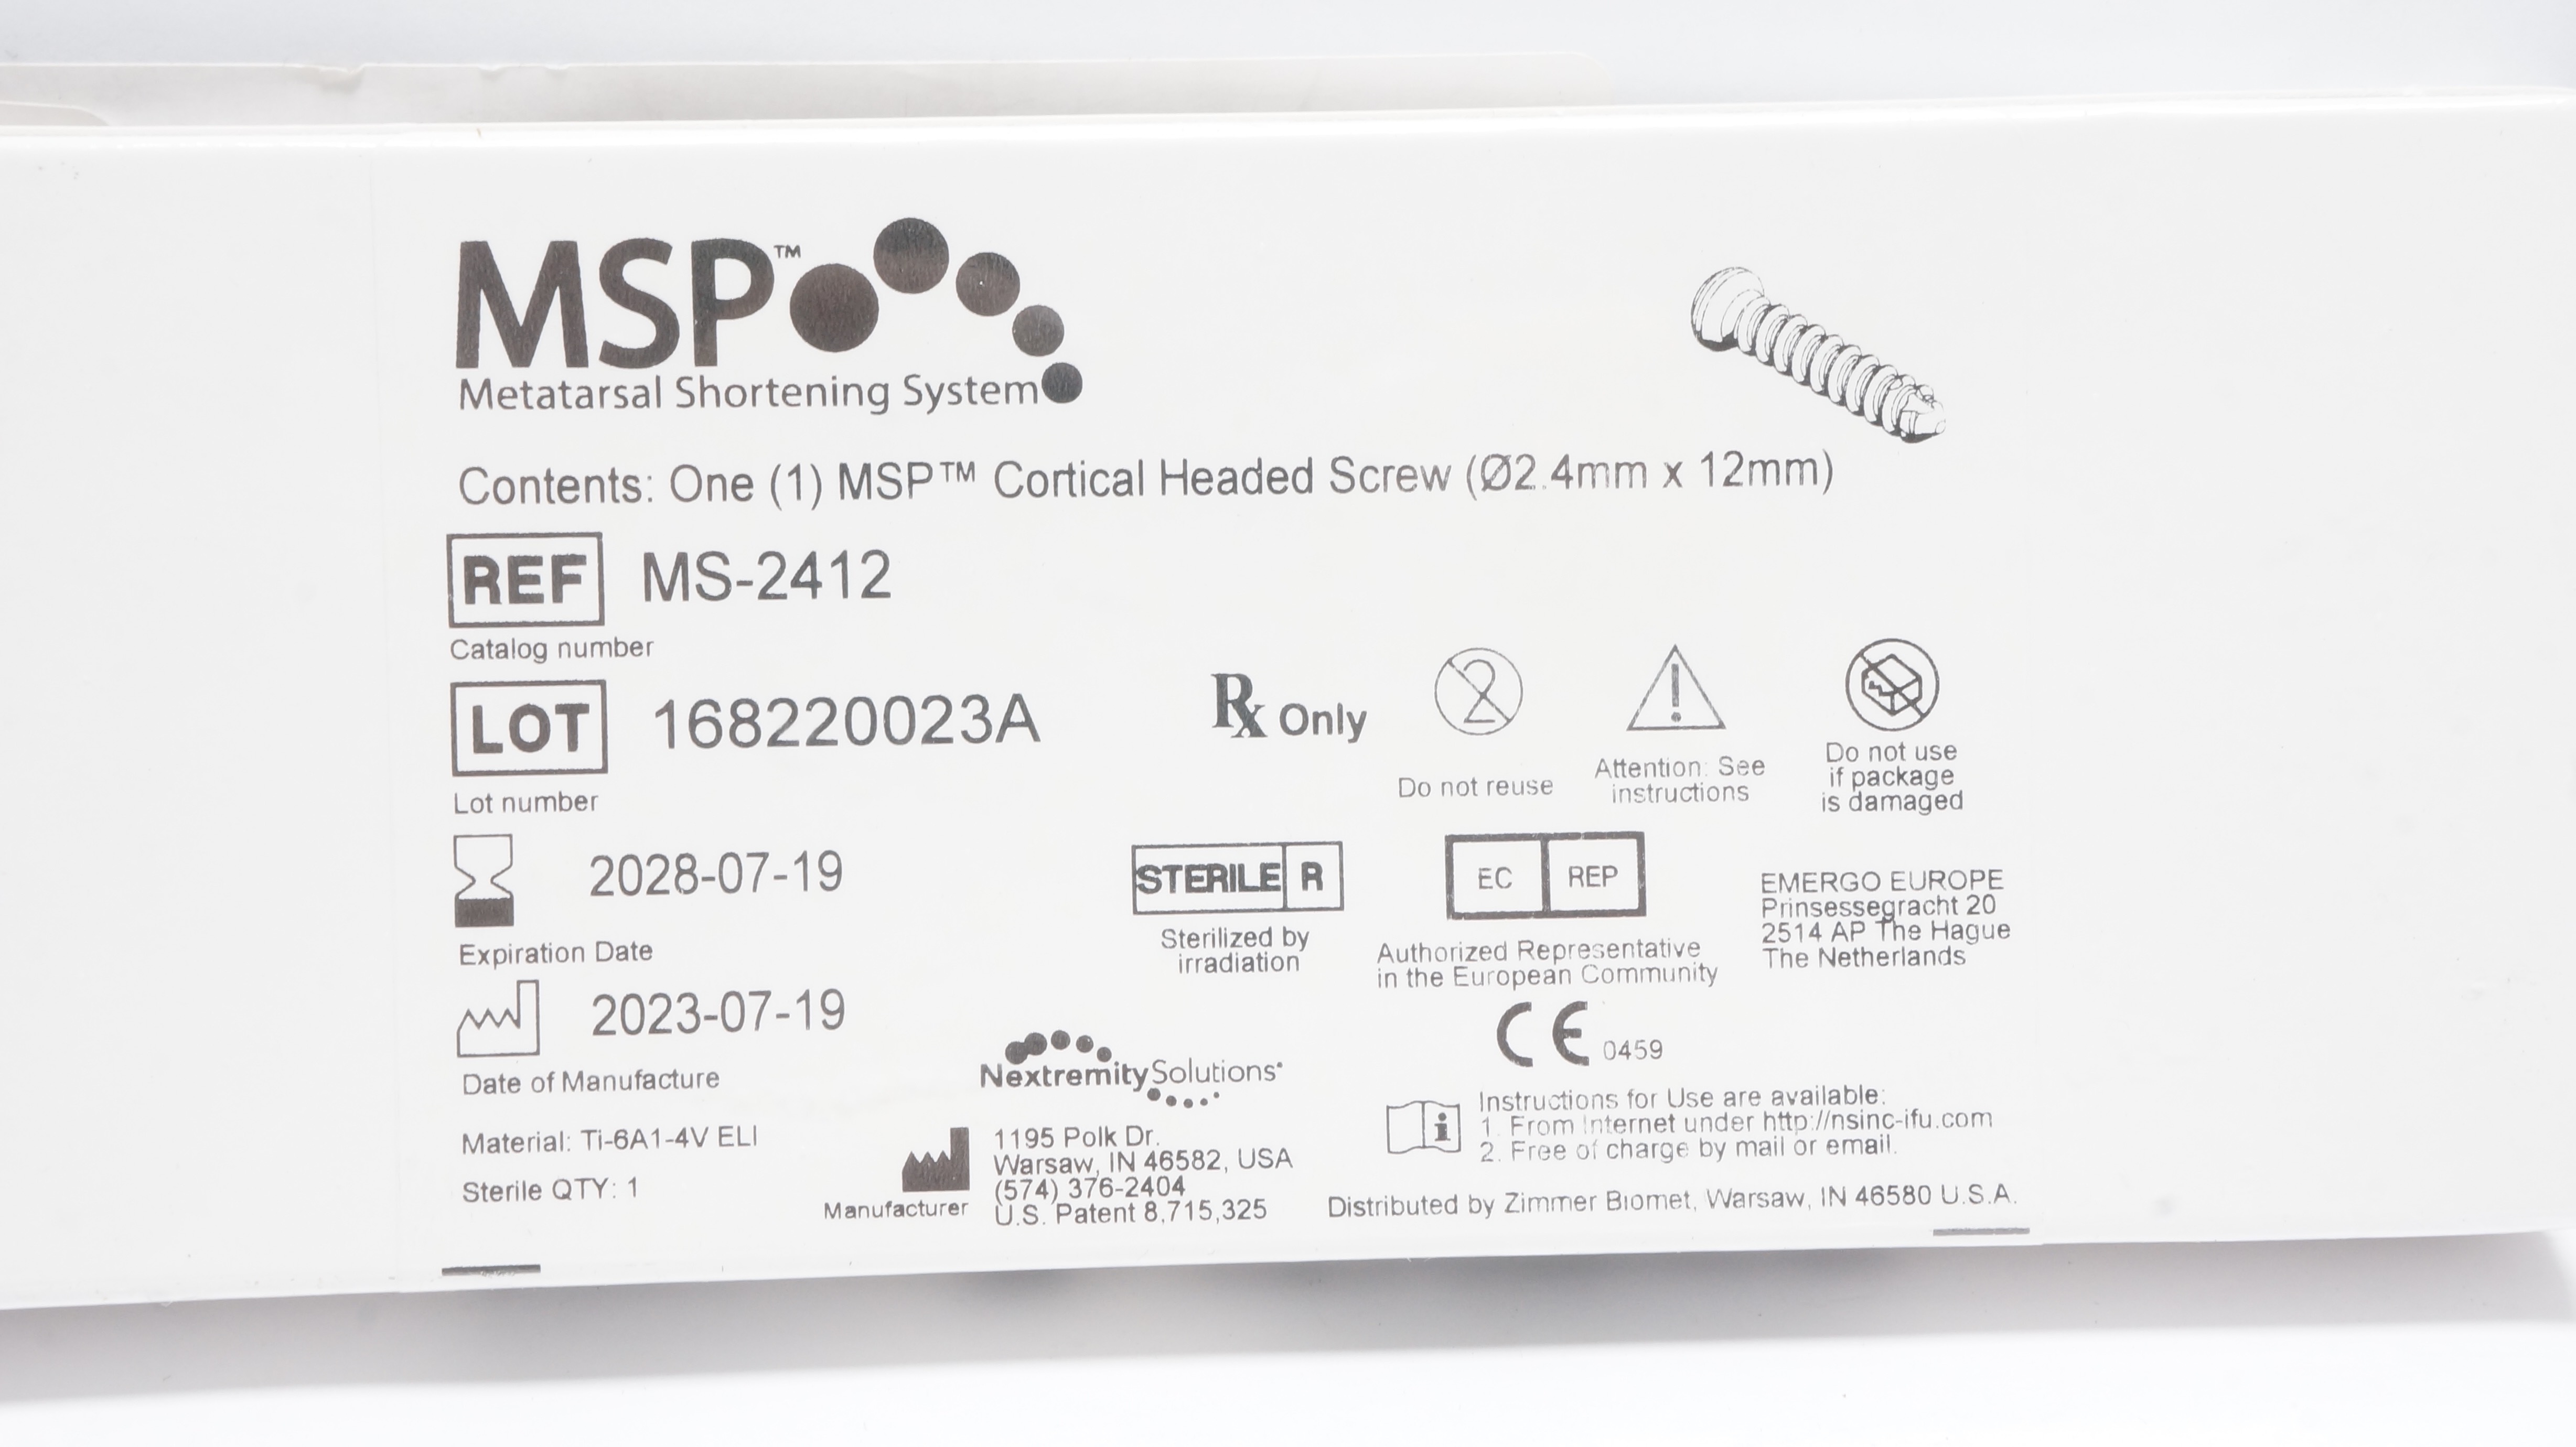 MSP™
Metatarsal Shortening System
Contents: One (1) MSP™ Cortical Headed Screw (Ø2.4mm x 12mm)
REF MS-2412
Catalog number
LOT 168220023A
Lot number
Rx Only
2
Do not reuse
!
Attention: See
instructions
Do not use
if package
is damaged
2028-07-19
Expiration Date
STERILE R
Sterilized by
irradiation
EC REP
Authorized Representative
in the European Community
EMERGO EUROPE
Prinsessegracht 20
2514 AP The Hague
The Netherlands
2023-07-19
Date of Manufacture
CE 0459
Material: Ti-6A1-4V ELI
Sterile QTY: 1
NextremitySolutions
Manufacturer
1195 Polk Dr.
Warsaw, IN 46582, USA
(574) 376-2404
U.S. Patent 8,715,325
i
Instructions for Use are available:
1. From Internet under http://nsinc-ifu.com
2. Free of charge by mail or email.
Distributed by Zimmer Biomet, Warsaw, IN 46580 U.S.A.